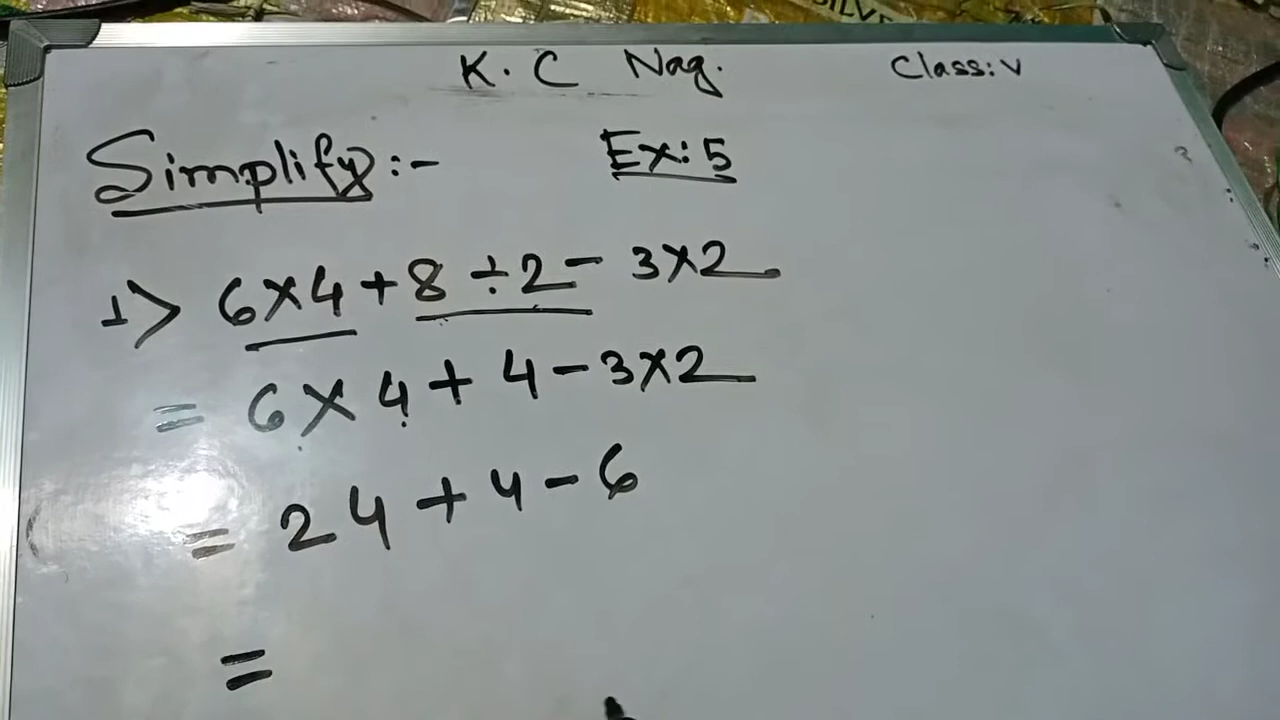 K. C Nag. Class: V
Simplify:- Ex: 5
1> 6×4+8÷2-3×2
= 6×4+4-3×2
= 24+4-6
=